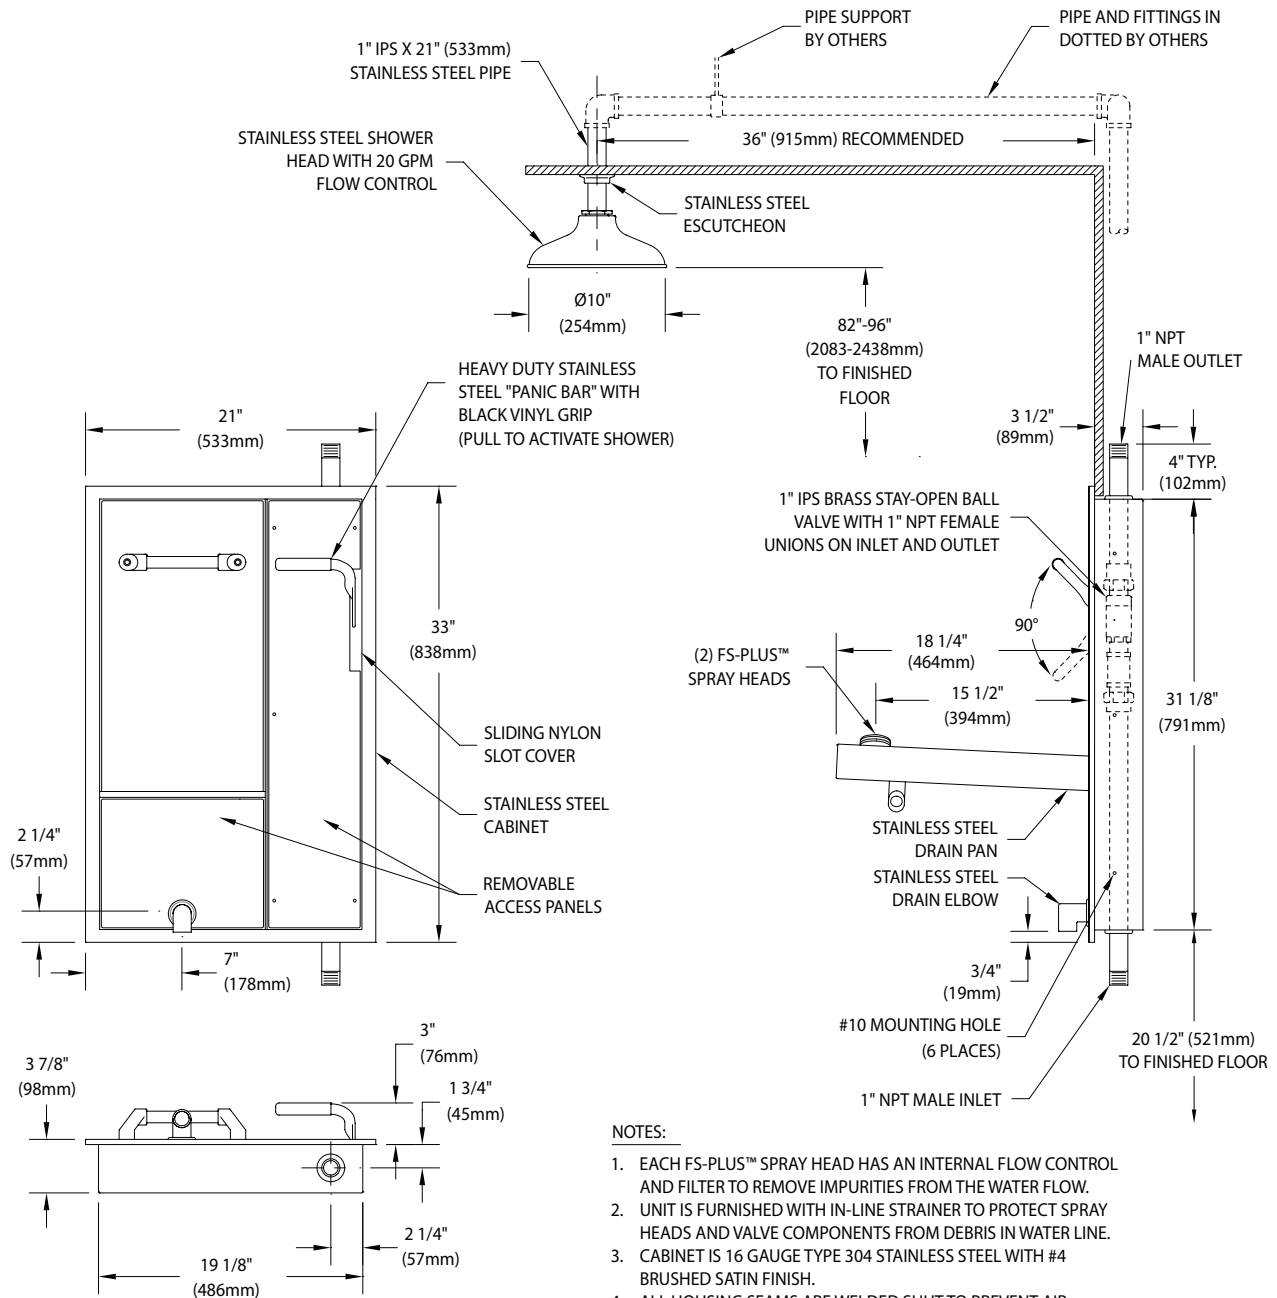 PIPE SUPPORT
BY OTHERS
PIPE AND FITTINGS IN
DOTTED BY OTHERS
1" IPS X 21" (533mm)
STAINLESS STEEL PIPE
36" (915mm) RECOMMENDED
STAINLESS STEEL SHOWER
HEAD WITH 20 GPM
FLOW CONTROL
STAINLESS STEEL
ESCUTCHEON
Ø10"
(254mm)
82"-96"
(2083-2438mm)
TO FINISHED
FLOOR
1" NPT
MALE OUTLET
HEAVY DUTY STAINLESS
STEEL "PANIC BAR" WITH
BLACK VINYL GRIP
(PULL TO ACTIVATE SHOWER)
21"
(533mm)
3 1/2"
(89mm)
4" TYP.
(102mm)
1" IPS BRASS STAY-OPEN BALL
VALVE WITH 1" NPT FEMALE
UNIONS ON INLET AND OUTLET
33"
(838mm)
90°
18 1/4"
(464mm)
(2) FS-PLUS™
SPRAY HEADS
15 1/2"
(394mm)
31 1/8"
(791mm)
SLIDING NYLON
SLOT COVER
STAINLESS STEEL
CABINET
2 1/4"
(57mm)
STAINLESS STEEL
DRAIN PAN
STAINLESS STEEL
DRAIN ELBOW
REMOVABLE
ACCESS PANELS
7"
(178mm)
3/4"
(19mm)
#10 MOUNTING HOLE
(6 PLACES)
20 1/2" (521mm)
TO FINISHED FLOOR
1" NPT MALE INLET
3"
(76mm)
3 7/8"
(98mm)
1 3/4"
(45mm)
2 1/4"
(57mm)
19 1/8"
(486mm)
NOTES:
1. EACH FS-PLUS™ SPRAY HEAD HAS AN INTERNAL FLOW CONTROL
AND FILTER TO REMOVE IMPURITIES FROM THE WATER FLOW.
2. UNIT IS FURNISHED WITH IN-LINE STRAINER TO PROTECT SPRAY
HEADS AND VALVE COMPONENTS FROM DEBRIS IN WATER LINE.
3. CABINET IS 16 GAUGE TYPE 304 STAINLESS STEEL WITH #4
BRUSHED SATIN FINISH.
4. ALL HOUSING SEAMS ARE WELDED SHUT TO PREVENT AIR